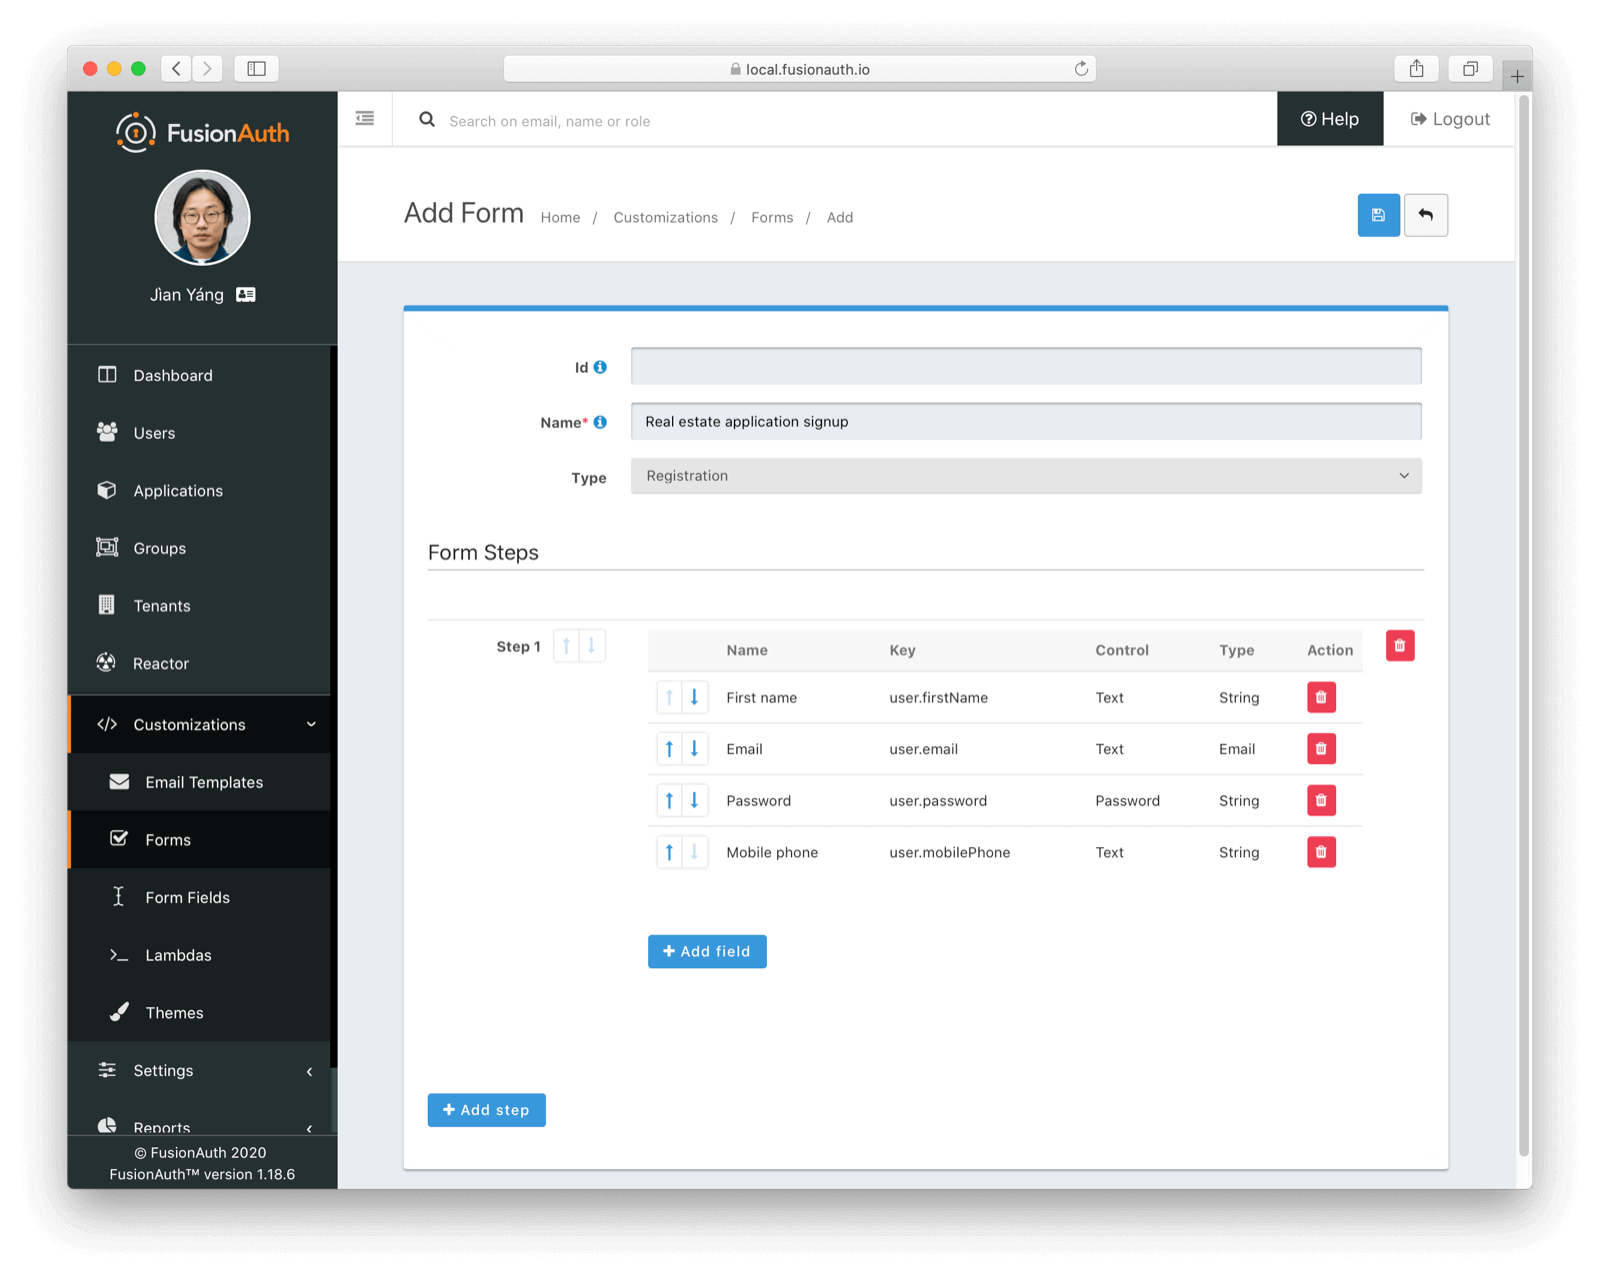 local.fusionauth.io
FusionAuth
Search on email, name or role
Help
Logout
Jìan Yáng
Add Form
Home / Customizations / Forms / Add
Dashboard
Users
Applications
Groups
Tenants
Reactor
Customizations
Email Templates
Forms
Form Fields
Lambdas
Themes
Settings
Reports
© FusionAuth 2020
FusionAuth™ version 1.18.6
Id
Name* Real estate application signup
Type Registration
Form Steps
Step 1
Name Key Control Type Action
First name user.firstName Text String
Email user.email Text Email
Password user.password Password String
Mobile phone user.mobilePhone Text String
Add field
Add step